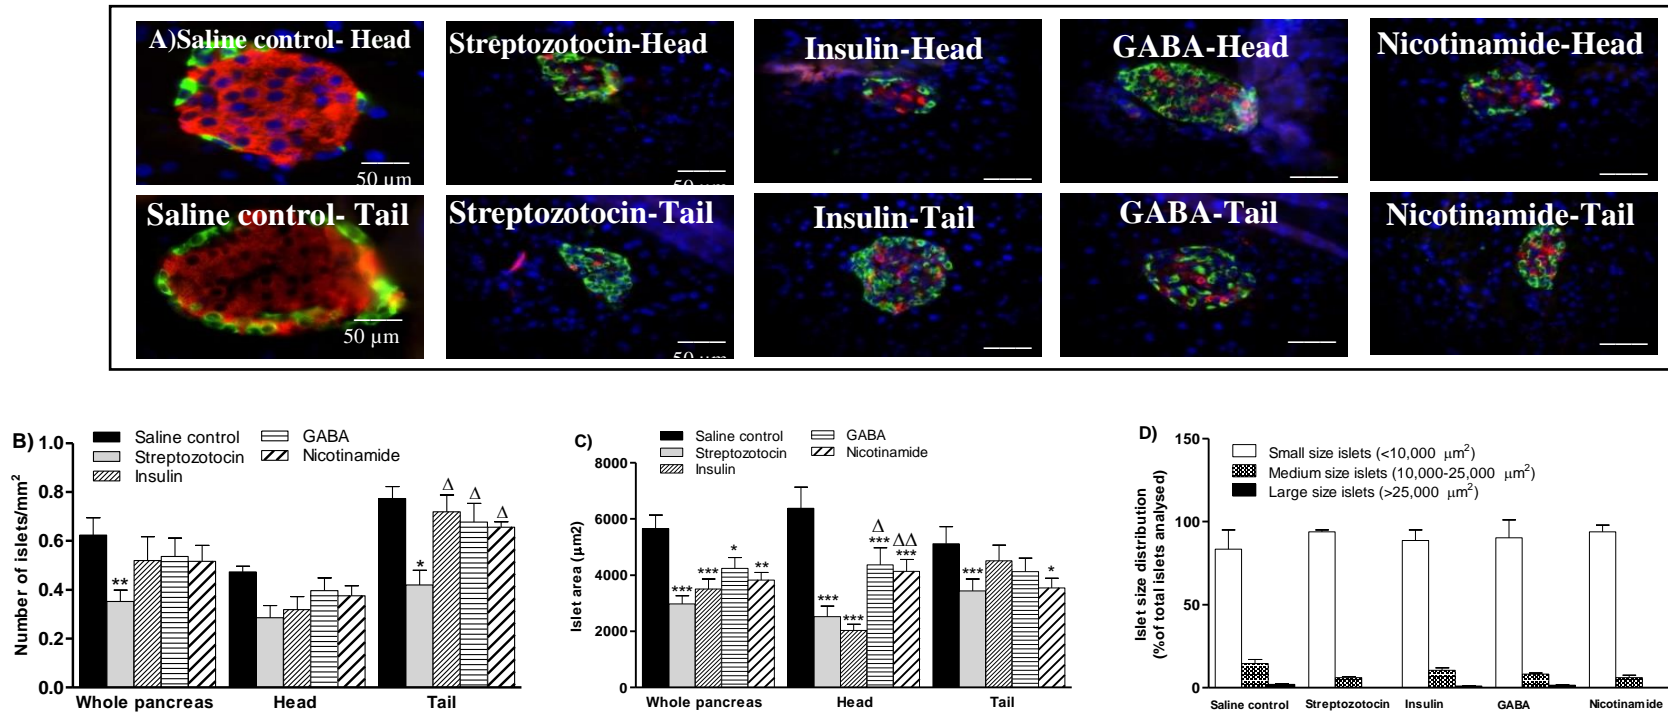 A)Saline control- Head
Streptozotocin-Head
Insulin-Head
GABA-Head
Nicotinamide-Head
50 µm
50 µm
Saline control- Tail
Streptozotocin-Tail
Insulin-Tail
GABA-Tail
Nicotinamide-Tail
50 µm
50 µm
B)
Number of islets/mm²
1.0
0.8
0.6
0.4
0.2
0.0
Saline control
Streptozotocin
Insulin
GABA
Nicotinamide
**
*
Δ
Δ
Δ
Whole pancreas
Head
Tail
C)
Islet area (µm2)
8000
6000
4000
2000
0
Saline control
Streptozotocin
Insulin
GABA
Nicotinamide
***
***
*
**
***
***
Δ
***
ΔΔ
***
***
*
Whole pancreas
Head
Tail
D)
Islet size distribution
(% of total islets analysed)
150
100
50
0
Small size islets (<10,000 µm²)
Medium size islets (10,000-25,000 µm²)
Large size islets (>25,000 µm²)
Saline control
Streptozotocin
Insulin
GABA
Nicotinamide